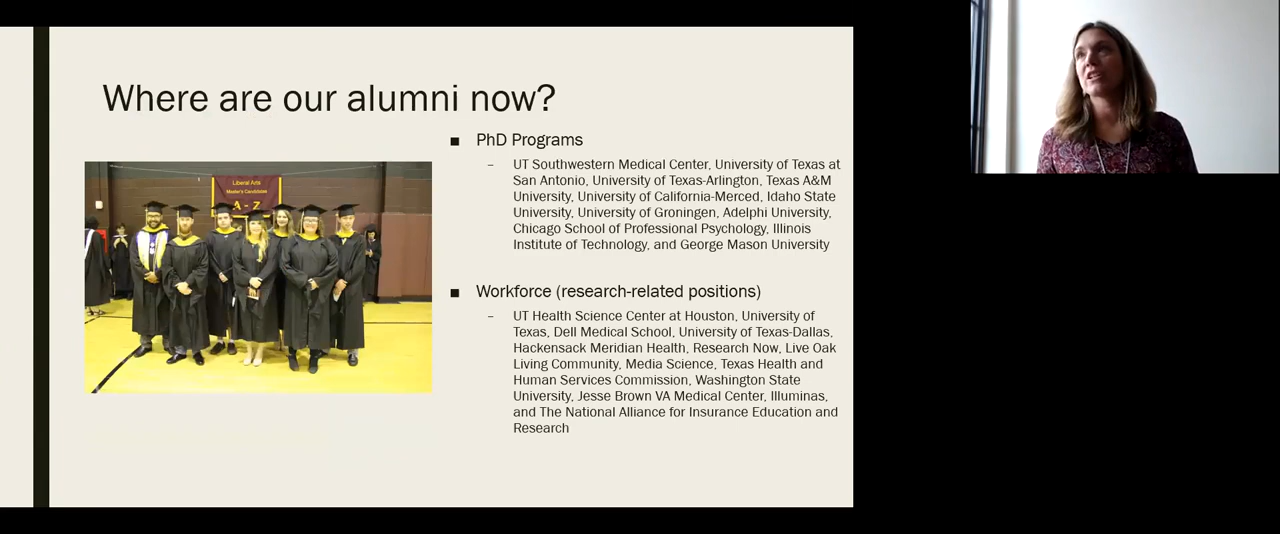 Where are our alumni now?
Liberal Arts
Master's Candidates
A - Z
■ PhD Programs
– UT Southwestern Medical Center, University of Texas at
San Antonio, University of Texas-Arlington, Texas A&M
University, University of California-Merced, Idaho State
University, University of Groningen, Adelphi University,
Chicago School of Professional Psychology, Illinois
Institute of Technology, and George Mason University
■ Workforce (research-related positions)
– UT Health Science Center at Houston, University of
Texas, Dell Medical School, University of Texas-Dallas,
Hackensack Meridian Health, Research Now, Live Oak
Living Community, Media Science, Texas Health and
Human Services Commission, Washington State
University, Jesse Brown VA Medical Center, Illuminas,
and The National Alliance for Insurance Education and
Research